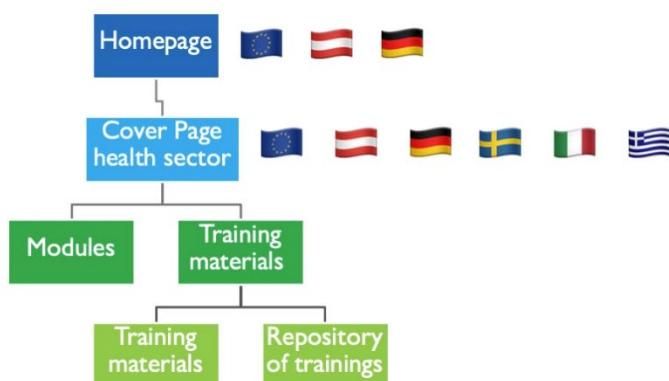 Homepage
Cover Page
health sector
Modules
Training
materials
Training
materials
Repository
of trainings